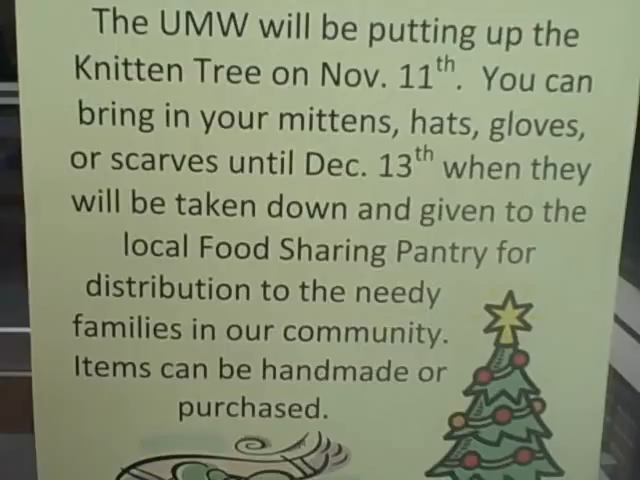 The UMW will be putting up the
Knitten Tree on Nov. 11th. You can
bring in your mittens, hats, gloves,
or scarves until Dec. 13th when they
will be taken down and given to the
local Food Sharing Pantry for
distribution to the needy
families in our community.
Items can be handmade or
purchased.